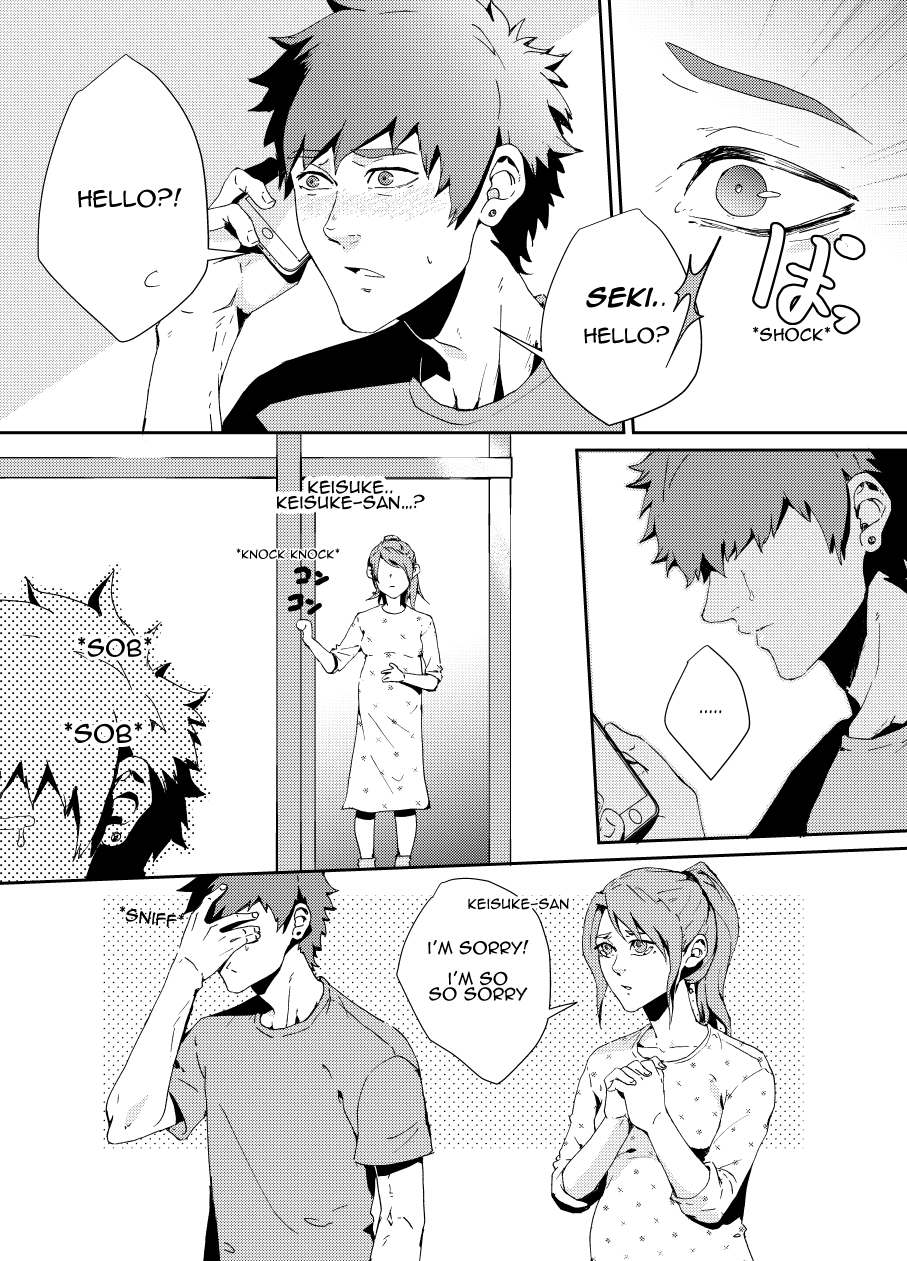 HELLO?!
SEKI..
HELLO?
ばっ
*SHOCK*
KEISUKE..
KEISUKE-SAN...?
*KNOCK KNOCK*
コン
コン
*SOB*
*SOB*
.....
*SNIFF*
KEISUKE-SAN
I'M SORRY!
I'M SO
SO SORRY